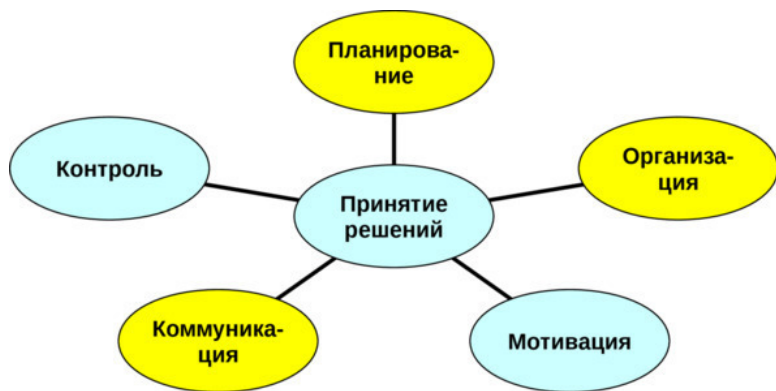 Планирова-
ние
Контроль
Организа-
ция
Принятие
решений
Коммуника-
ция
Мотивация